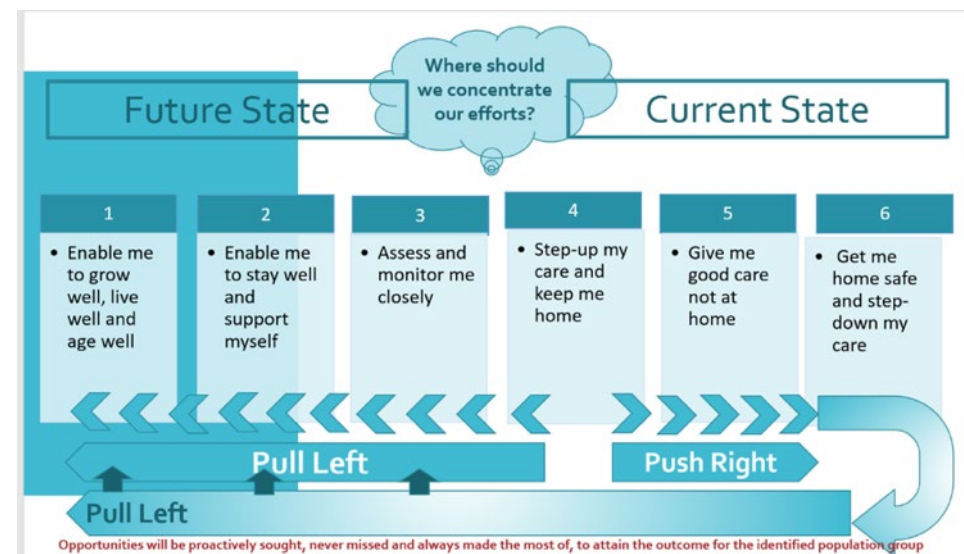 Where should
we concentrate
our efforts?
Future State
Current State
1
• Enable me
to grow
well, live
well and
age well
2
• Enable me
to stay well
and
support
myself
3
• Assess and
monitor me
closely
4
• Step-up my
care and
keep me
home
5
• Give me
good care
not at
home
6
• Get me
home safe
and step-
down my
care
Pull Left
Push Right
Pull Left
Opportunities will be proactively sought, never missed and always made the most of, to attain the outcome for the identified population group